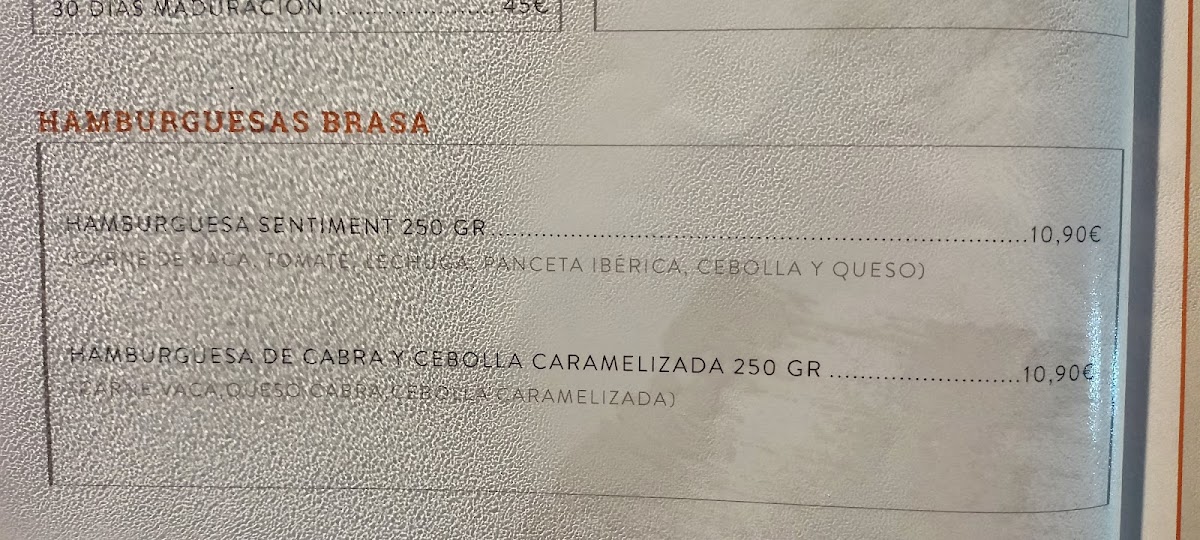 30 DIAS MADURACIÓN .................... 45€
HAMBURGUESAS BRASA
HAMBURGUESA SENTIMENT 250 GR...........................................................................10,90€
(CARNE DE VACA, TOMATE, LECHUGA, PANCETA IBÉRICA, CEBOLLA Y QUESO)
HAMBURGUESA DE CABRA Y CEBOLLA CARAMELIZADA 250 GR...........................10,90€
(CARNE VACA QUESO CABRA, CEBOLLA CARAMELIZADA)